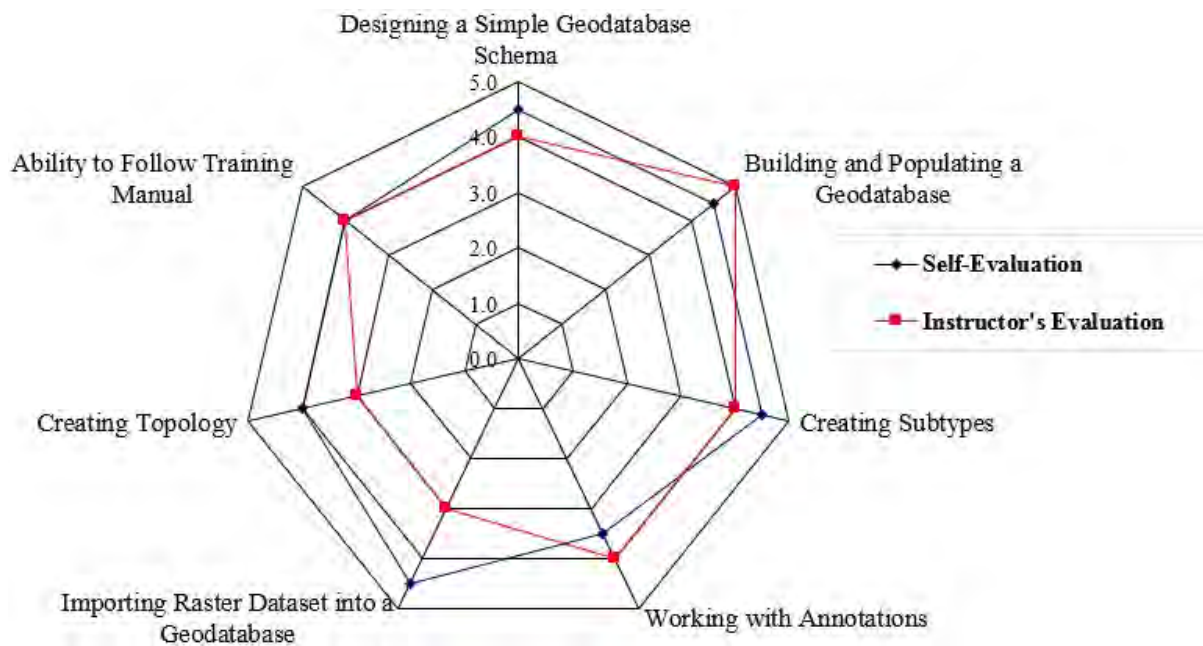 Designing a Simple Geodatabase
Schema
5.0
4.0
3.0
2.0
1.0
0.0
Ability to Follow Training
Manual
Building and Populating a
Geodatabase
Self-Evaluation
Instructor's Evaluation
Creating Topology
Creating Subtypes
Importing Raster Dataset into a
Geodatabase
Working with Annotations